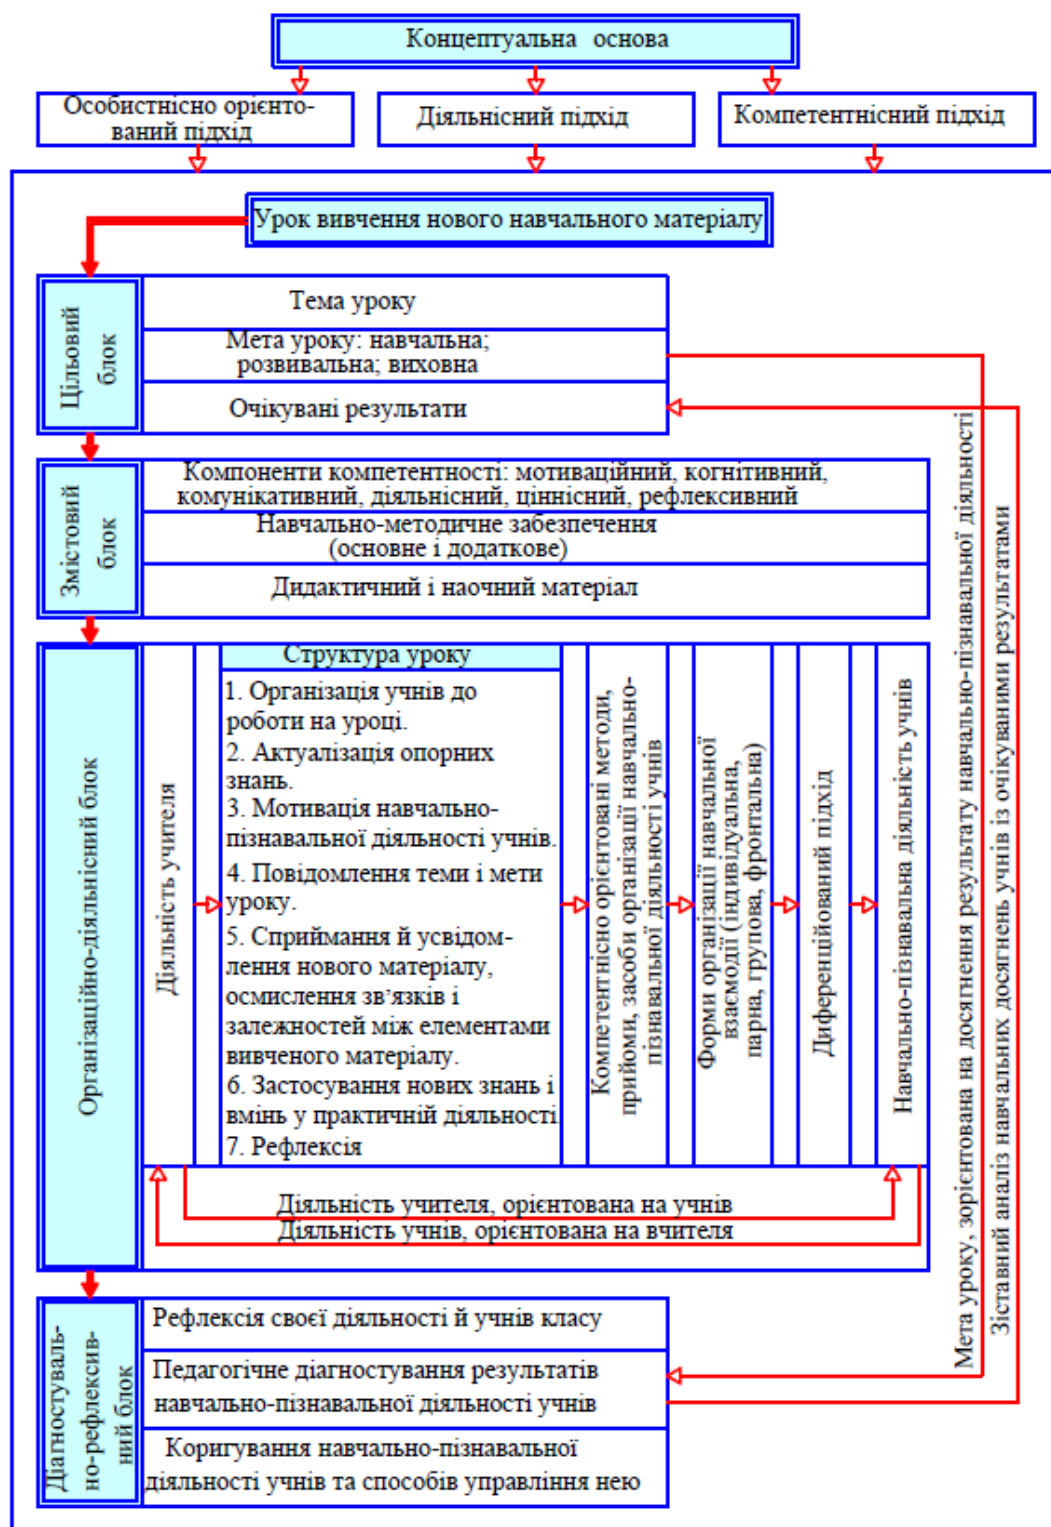 Концептуальна основа
Особистнісно орієнто-
ваний підхід
Діяльнісний підхід
Компетентнісний підхід
Урок вивчення нового навчального матеріалу
Цільовий
блок
Тема уроку
Мета уроку: навчальна;
розвивальна; виховна
Очікувані результати
Змістовий
блок
Компоненти компетентності: мотиваційний, когнітивний,
комунікативний, діяльнісний, ціннісний, рефлексивний
Навчально-методичне забезпечення
(основне і додаткове)
Дидактичний і наочний матеріал
Організаційно-діяльнісний блок
Діяльність учителя
Структура уроку
1. Організація учнів до
роботи на уроці.
2. Актуалізація опорних
знань.
3. Мотивація навчально-
пізнавальної діяльності учнів.
4. Повідомлення теми і мети
уроку.
5. Сприймання й усвідом-
лення нового матеріалу,
осмислення зв’язків і
залежностей між елементами
вивченого матеріалу.
6. Застосування нових знань і
вмінь у практичній діяльності.
7. Рефлексія
Компетентнісно орієнтовані методи,
прийоми, засоби організації навчально-
пізнавальної діяльності учнів
Форми організації навчальної
взаємодії (індивідуальна,
парна, групова, фронтальна)
Диференційований підхід
Навчально-пізнавальна діяльність учнів
Діяльність учителя, орієнтована на учнів
Діяльність учнів, орієнтована на вчителя
Мета уроку, зорієнтована на досягнення результату навчально-пізнавальної діяльності
Зіставний аналіз навчальних досягнень учнів із очікуваними результатами
Діагностуваль-
но-рефлексив-
ний блок
Рефлексія своєї діяльності й учнів класу
Педагогічне діагностування результатів
навчально-пізнавальної діяльності учнів
Коригування навчально-пізнавальної
діяльності учнів та способів управління нею